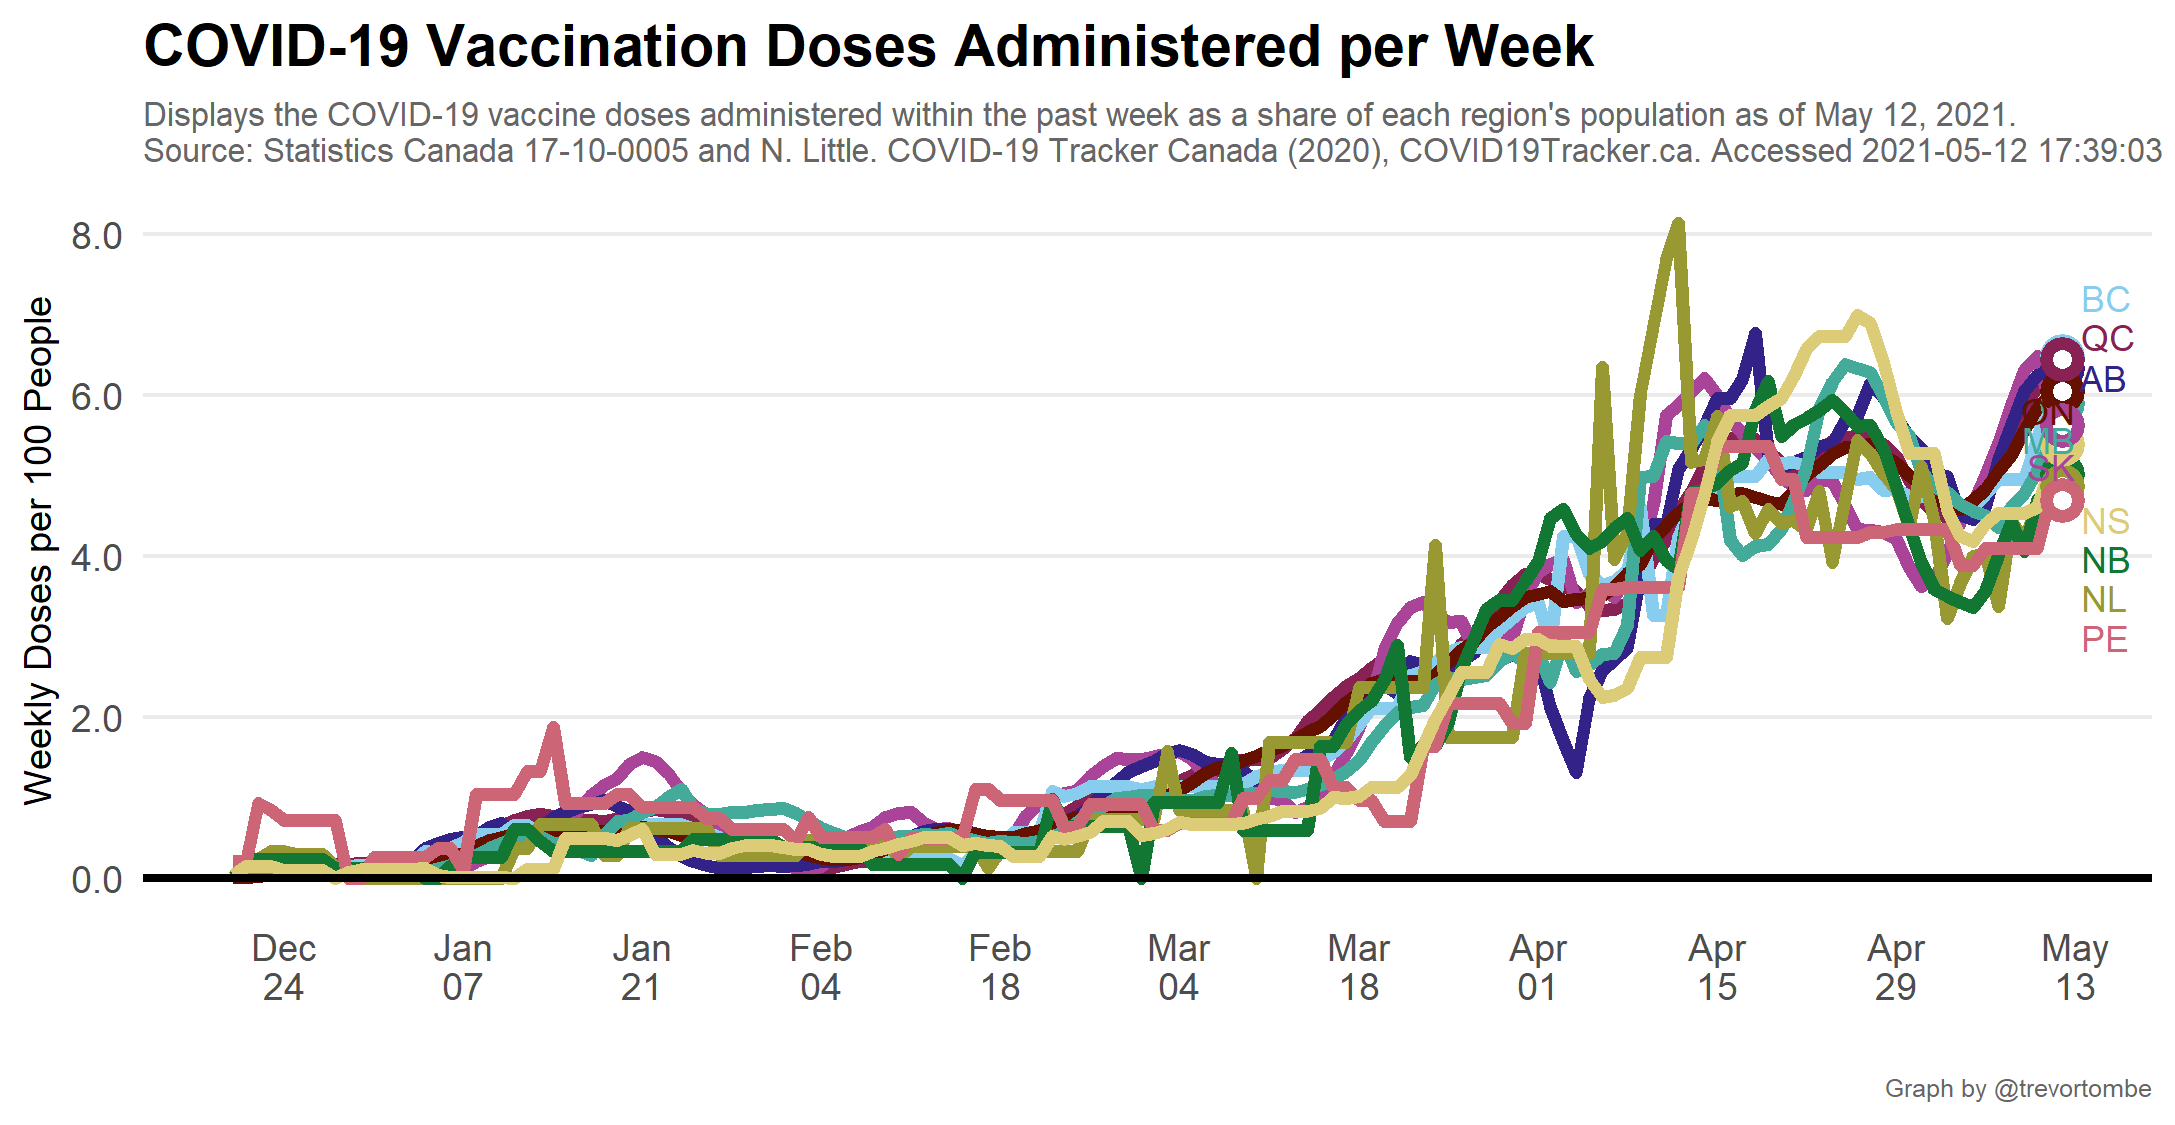 COVID-19 Vaccination Doses Administered per Week
Displays the COVID-19 vaccine doses administered within the past week as a share of each region's population as of May 12, 2021.
Source: Statistics Canada 17-10-0005 and N. Little. COVID-19 Tracker Canada (2020), COVID19Tracker.ca. Accessed 2021-05-12 17:39:03
Weekly Doses per 100 People
8.0
6.0
4.0
2.0
0.0
BC
QC
AB
ON
MB
SK
NS
NB
NL
PE
Dec Jan Jan Feb Feb Mar Mar Apr Apr Apr May
24 07 21 04 18 04 18 01 15 29 13
Graph by @trevortombe